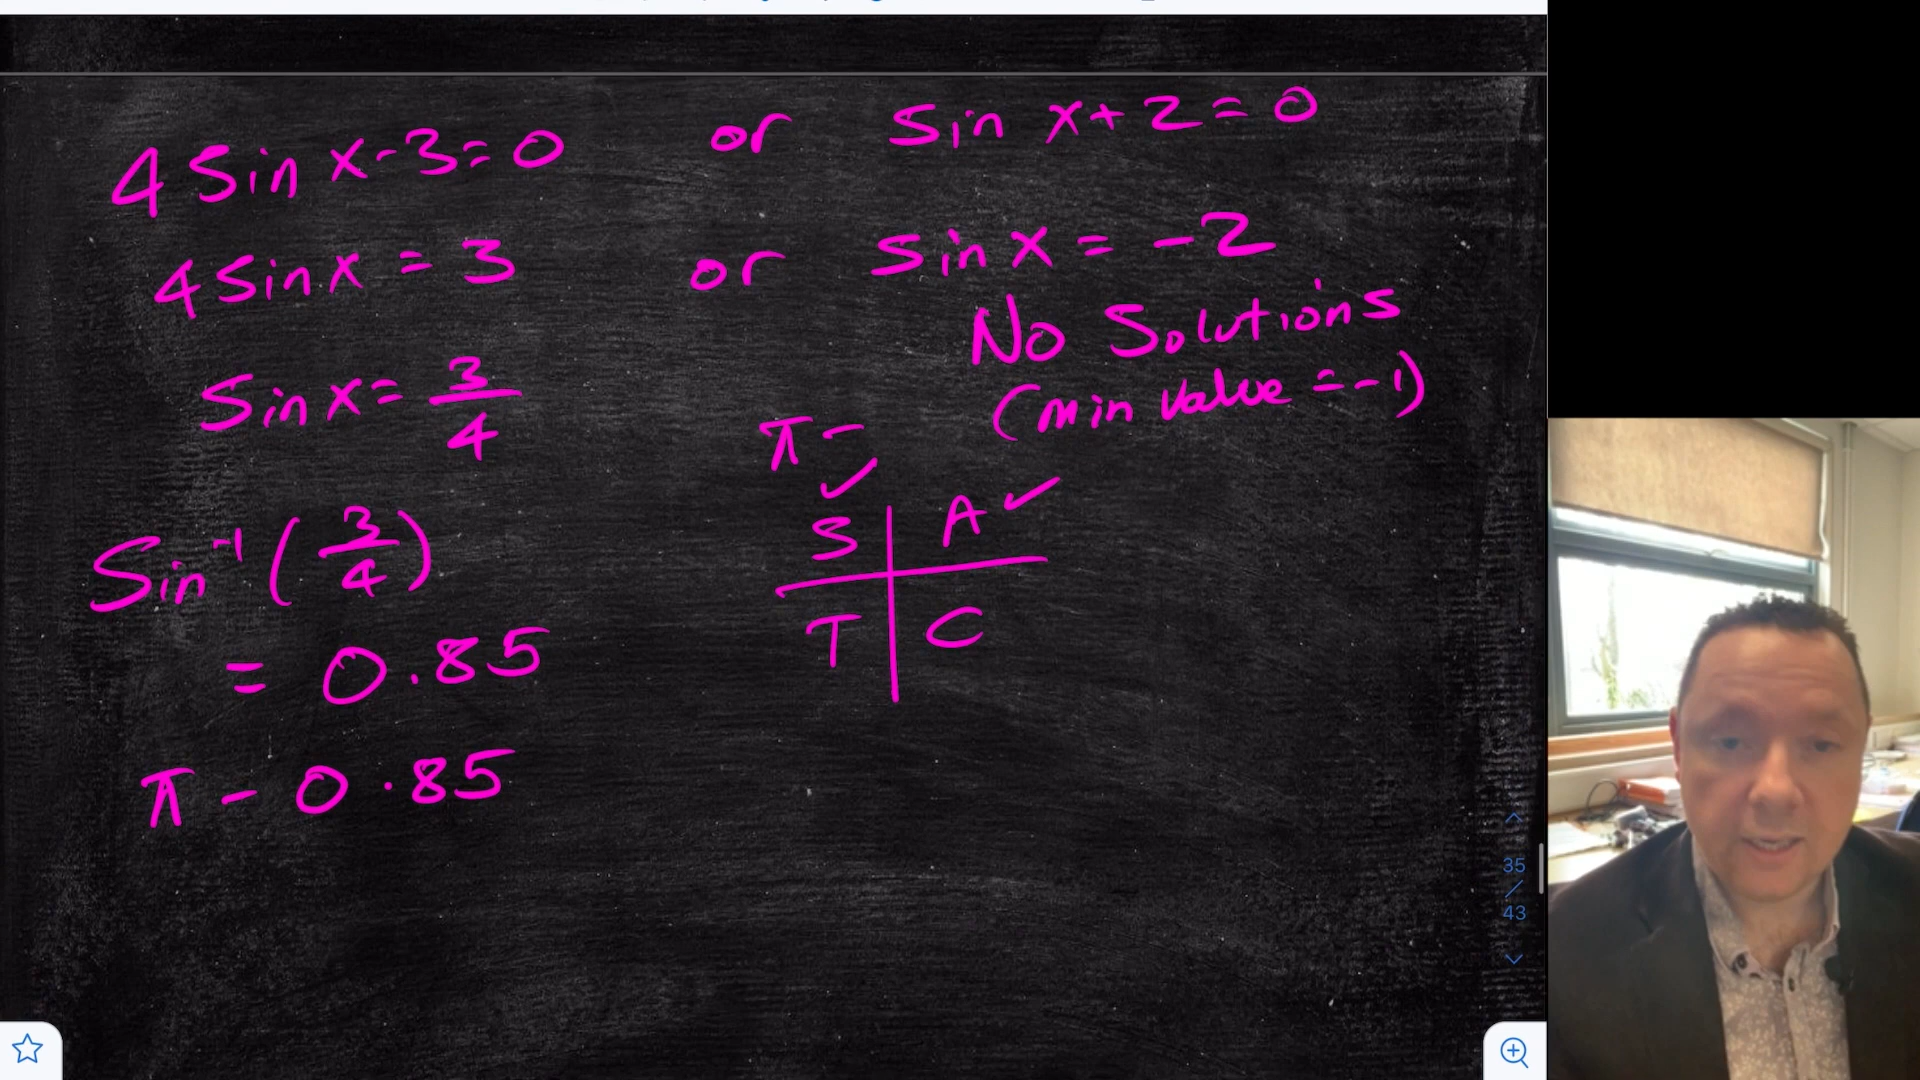 4 Sin x - 3 = 0 or Sin x + 2 = 0
4 Sin x = 3 or Sin x = -2
No Solutions
Sin x = 3/4
(min value = -1)
π -
✓
S A ✓
T C
Sin⁻¹ (3/4)
= 0.85
π - 0.85
35
/
43